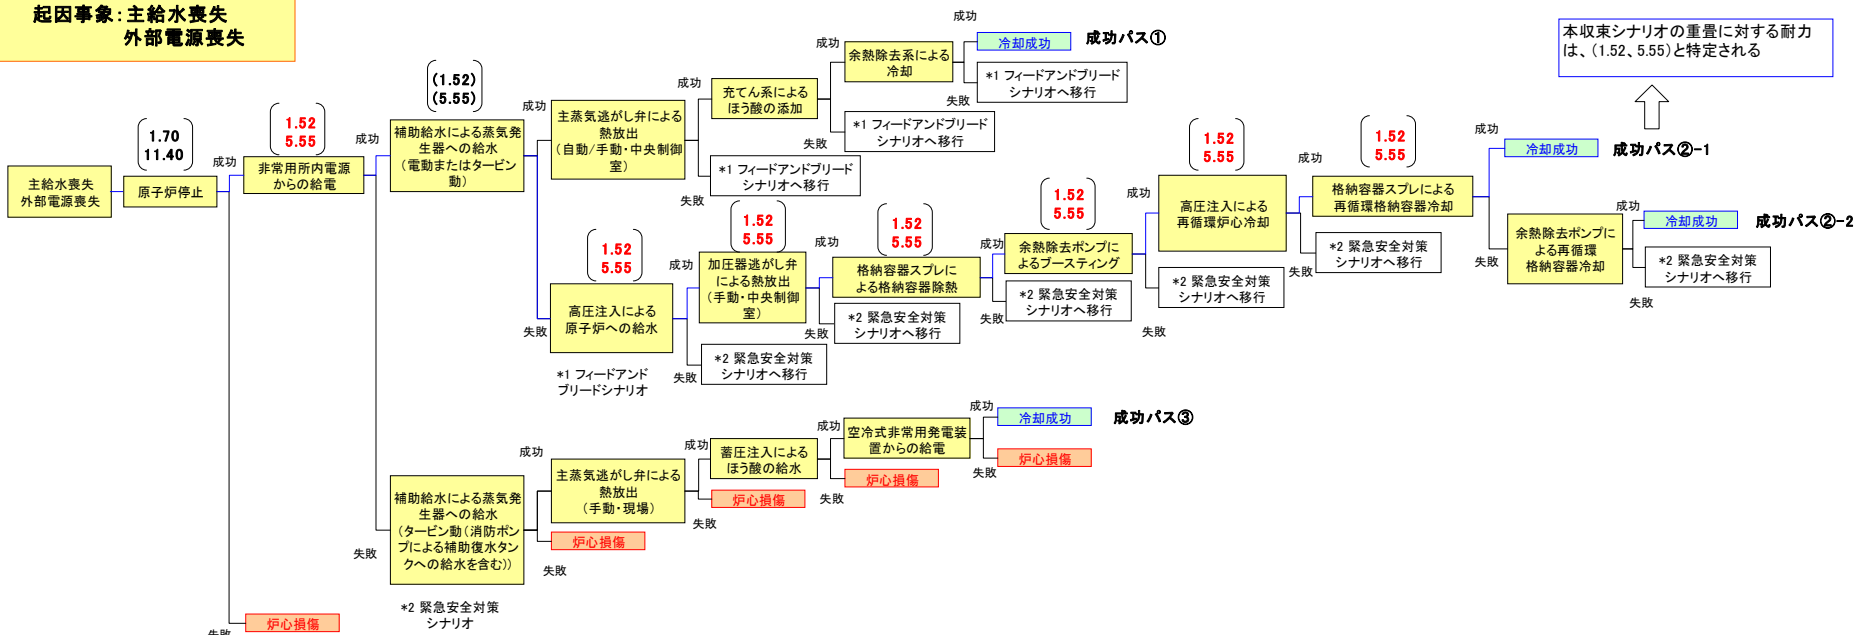 起因事象：主給水喪失
外部電源喪失
主給水喪失
外部電源喪失
1.70
11.40
原子炉停止
成功
失敗
炉心損傷
1.52
5.55
非常用所内電源
からの給電
成功
失敗
(1.52)
(5.55)
補助給水による蒸気発
生器への給水
（電動またはタービン
動）
成功
失敗
主蒸気逃がし弁による
熱放出
（自動/手動・中央制御
室）
成功
失敗
*1 フィードアンドブリード
シナリオへ移行
充てん系による
ほう酸の添加
成功
失敗
*1 フィードアンドブリード
シナリオへ移行
余熱除去系による
冷却
成功
失敗
冷却成功
成功パス①
*1 フィードアンドブリード
シナリオへ移行
1.52
5.55
高圧注入による
原子炉への給水
*1 フィードアンド
ブリードシナリオ
成功
失敗
*2 緊急安全対策
シナリオへ移行
1.52
5.55
加圧器逃がし弁
による熱放出
（手動・中央制御
室）
成功
失敗
*2 緊急安全対策
シナリオへ移行
1.52
5.55
格納容器スプレに
よる格納容器除熱
成功
失敗
*2 緊急安全対策
シナリオへ移行
1.52
5.55
余熱除去ポンプに
よるブースティング
成功
失敗
*2 緊急安全対策
シナリオへ移行
1.52
5.55
高圧注入による
再循環炉心冷却
成功
失敗
*2 緊急安全対策
シナリオへ移行
1.52
5.55
格納容器スプレによる
再循環格納容器冷却
成功
失敗
冷却成功
成功パス②-1
余熱除去ポンプに
よる再循環
格納容器冷却
成功
失敗
冷却成功
成功パス②-2
*2 緊急安全対策
シナリオへ移行
本収束シナリオの重畳に対する耐力
は、(1.52、5.55)と特定される
補助給水による蒸気発
生器への給水
（タービン動（消防ポン
プによる補助復水タン
クへの給水を含む））
*2 緊急安全対策
シナリオ
成功
失敗
炉心損傷
主蒸気逃がし弁による
熱放出
（手動・現場）
成功
失敗
炉心損傷
蓄圧注入による
ほう酸の給水
成功
失敗
炉心損傷
空冷式非常用発電装
置からの給電
成功
失敗
冷却成功
成功パス③
炉心損傷